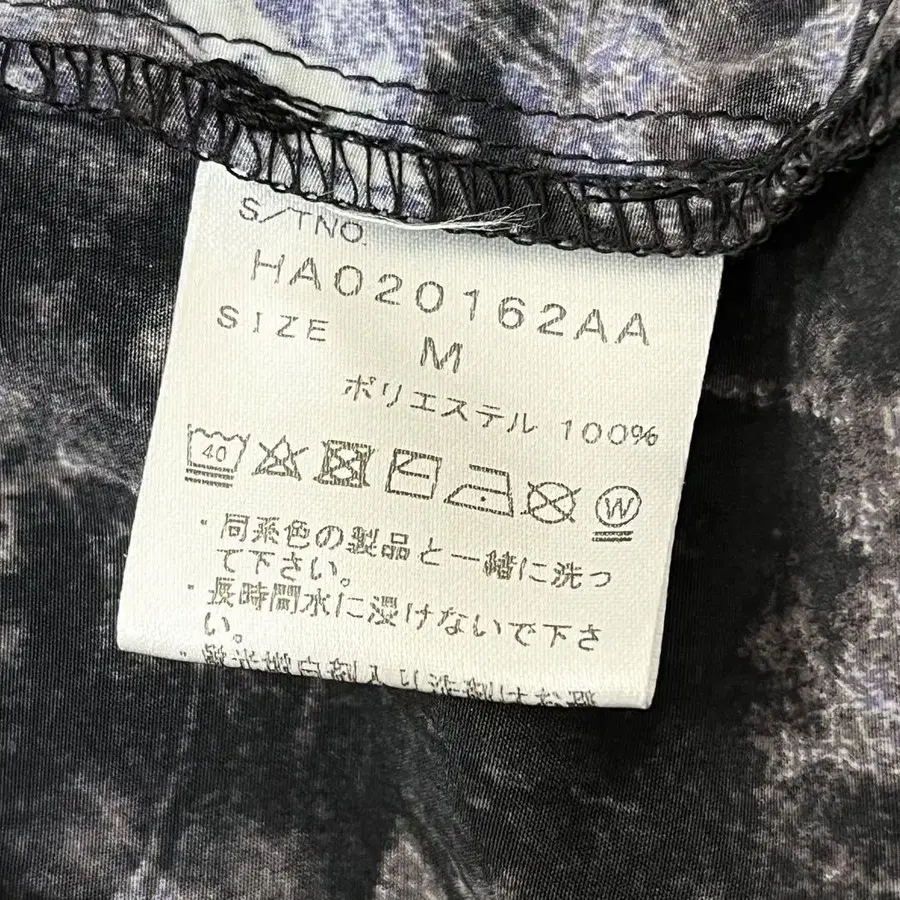 S/TNO.
HA020162AA
SIZE M
ポリエステル 100%
40 W
・同系色の製品と一緒に洗っ
て下さい。
・長時間水に浸けないで下さ
い。